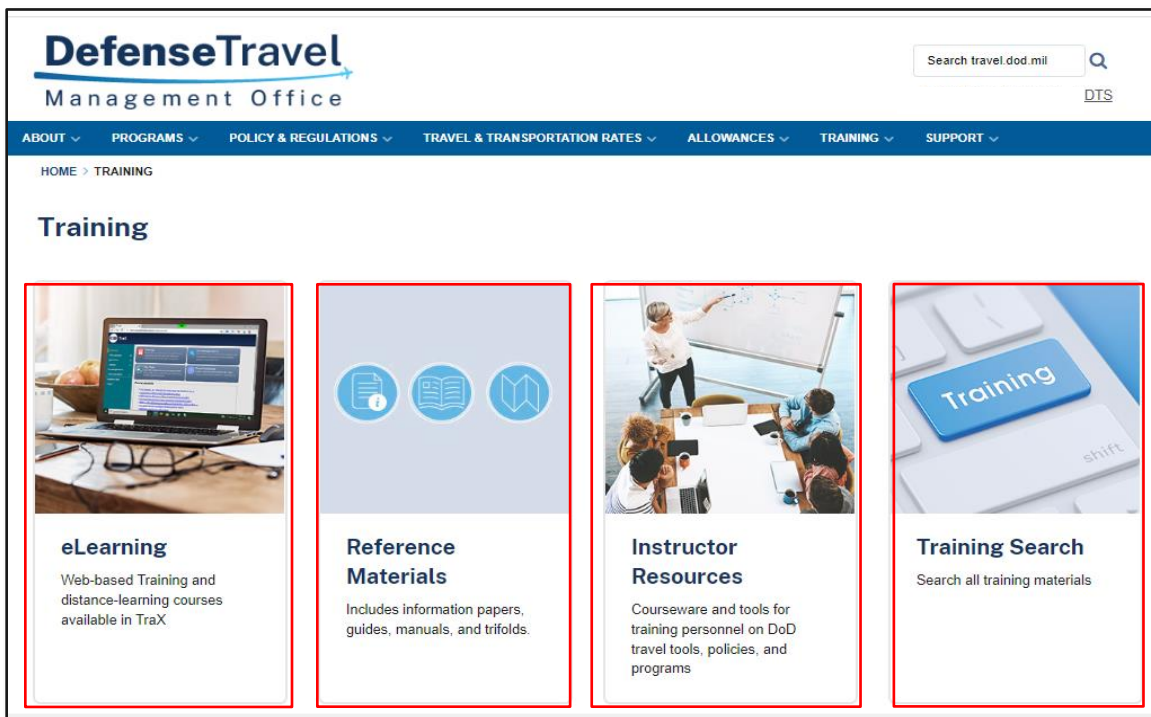 DefenseTravel
Management Office
Search travel.dod.mil
DTS
ABOUT PROGRAMS POLICY & REGULATIONS TRAVEL & TRANSPORTATION RATES ALLOWANCES TRAINING SUPPORT
HOME > TRAINING
Training
eLearning
Web-based Training and
distance-learning courses
available in TraX
Reference
Materials
Includes information papers,
guides, manuals, and trifolds.
Instructor
Resources
Courseware and tools for
training personnel on DoD
travel tools, policies, and
programs
Training
shift
Training Search
Search all training materials